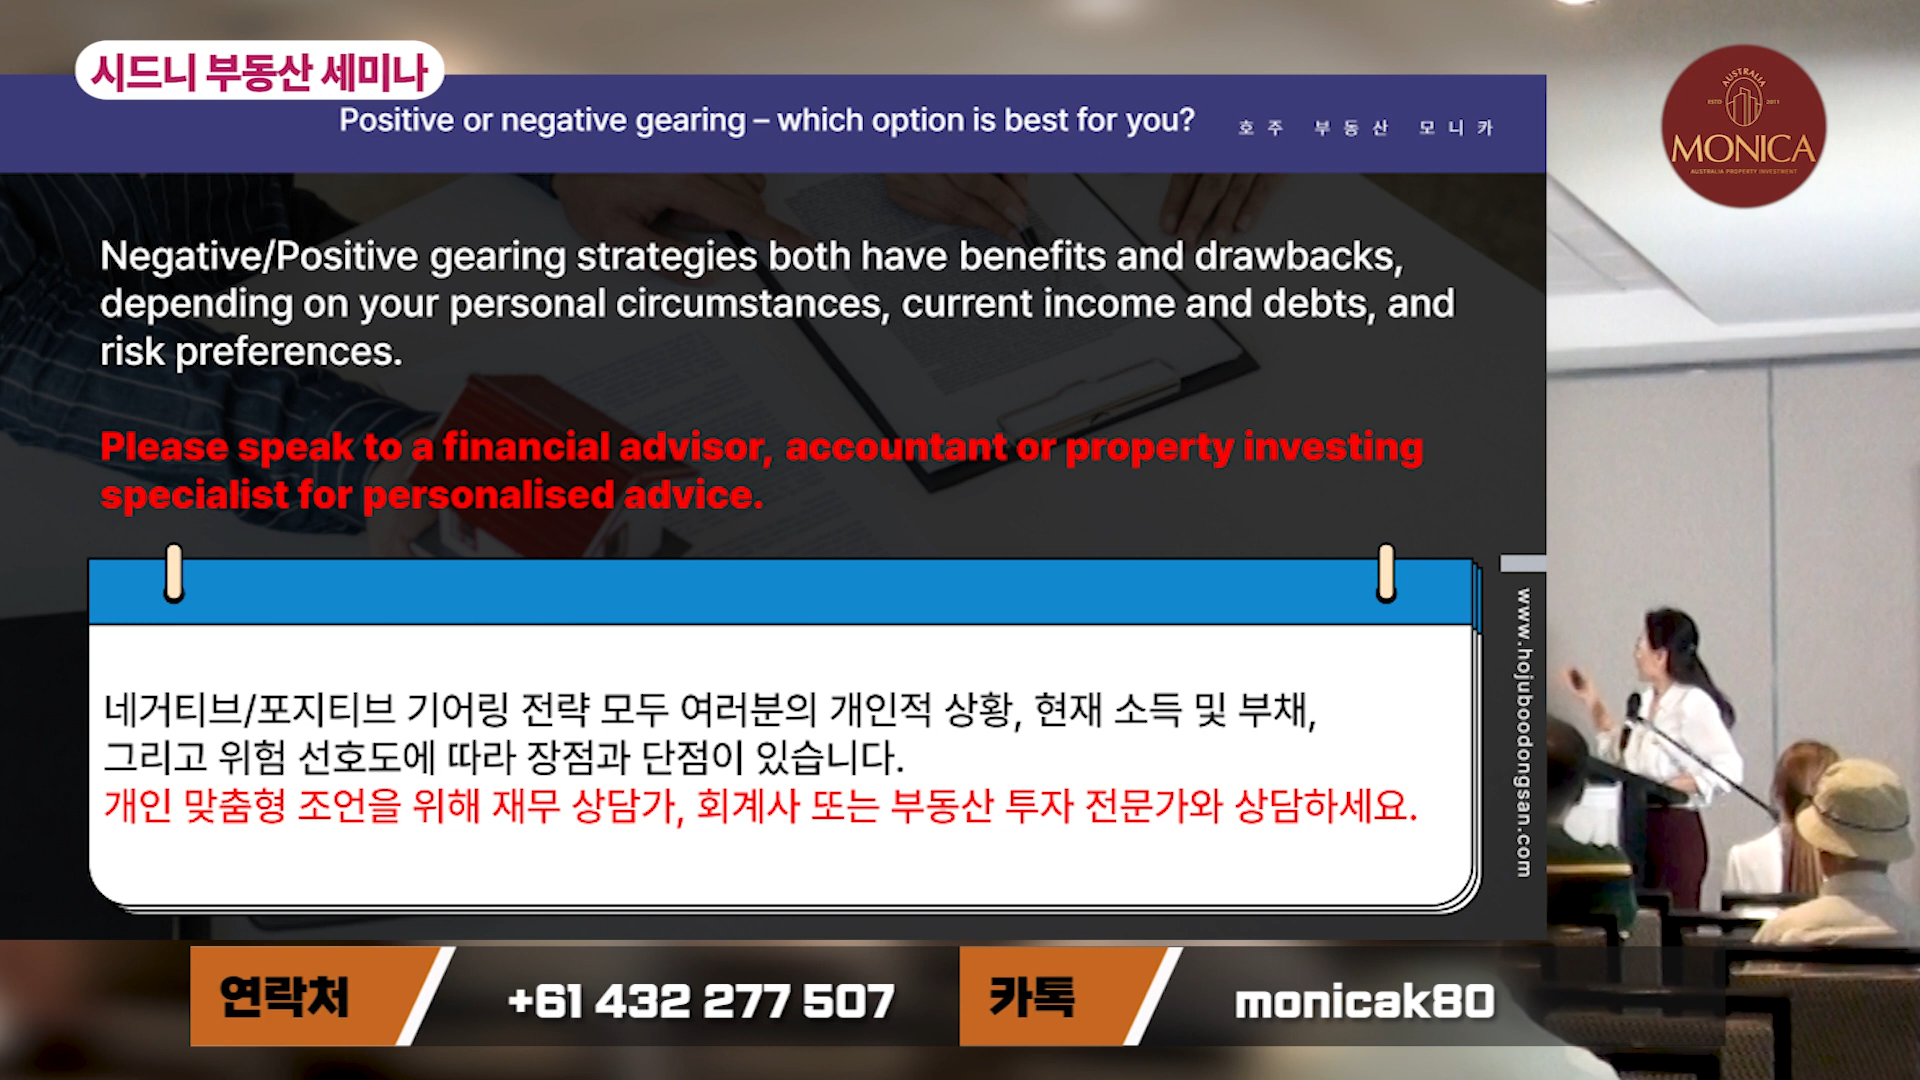 시드니 부동산 세미나
Positive or negative gearing – which option is best for you?
호주 부동산 모니카
AUSTRALIA
ESTD 2011
MONICA
AUSTRALIA PROPERTY INVESTMENT
Negative/Positive gearing strategies both have benefits and drawbacks,
depending on your personal circumstances, current income and debts, and
risk preferences.
Please speak to a financial advisor, accountant or property investing
specialist for personalised advice.
네거티브/포지티브 기어링 전략 모두 여러분의 개인적 상황, 현재 소득 및 부채,
그리고 위험 선호도에 따라 장점과 단점이 있습니다.
개인 맞춤형 조언을 위해 재무 상담가, 회계사 또는 부동산 투자 전문가와 상담하세요.
www.hojuboodongsan.com
연락처
+61 432 277 507
카톡
monicak80